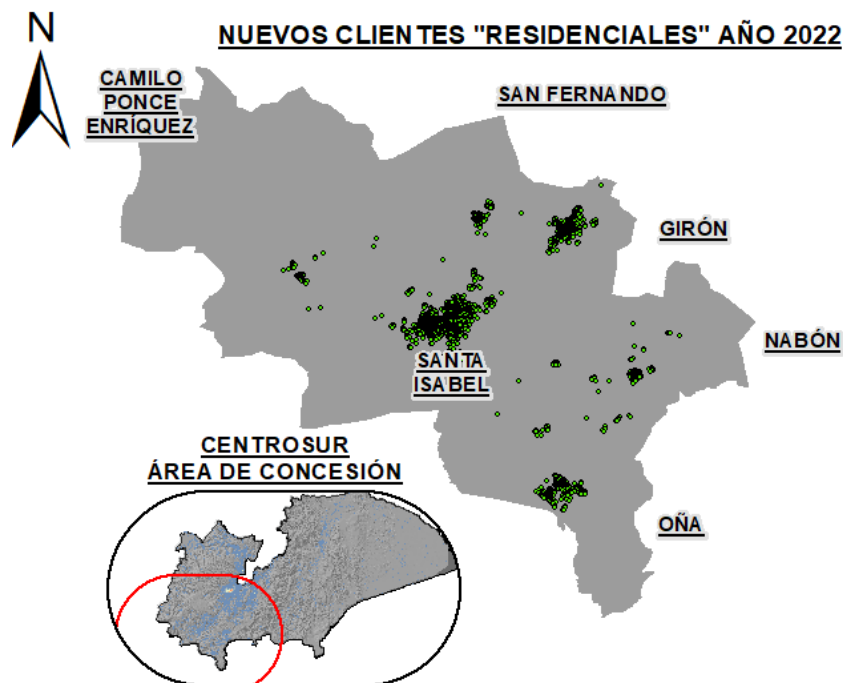 N
NUEVOS CLIENTES "RESIDENCIALES" AÑO 2022
CAMILO
PONCE
ENRÍQUEZ
SAN FERNANDO
GIRÓN
NABÓN
SANTA
ISABEL
CENTROSUR
ÁREA DE CONCESIÓN
OÑA